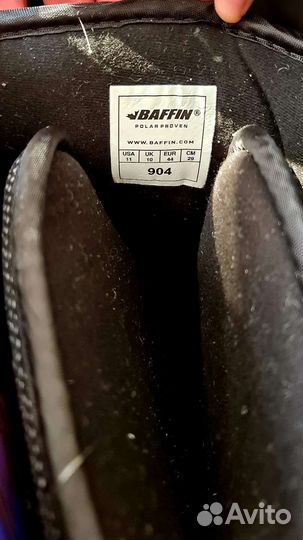 BAFFIN®
POLAR PROVEN
WWW.BAFFIN.COM
USA UK EUR CM
11 10 44 29
904
Avito